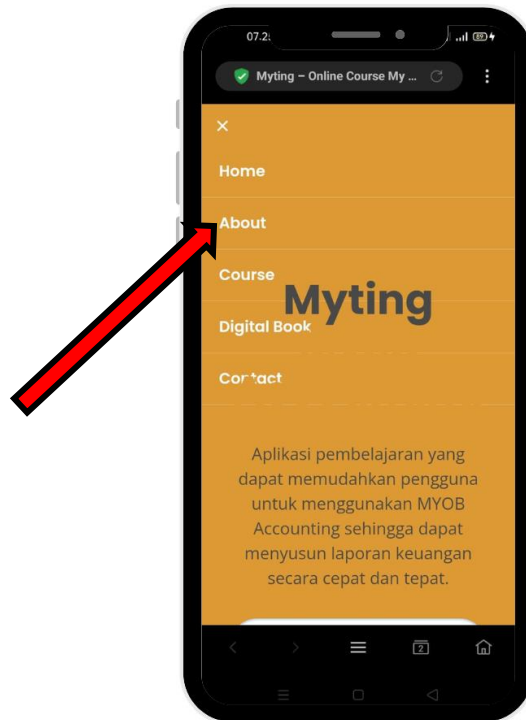 07.2
89
Myting – Online Course My ...
Home
About
Course
Myting
Digital Book
Contact
Aplikasi pembelajaran yang
dapat memudahkan pengguna
untuk menggunakan MYOB
Accounting sehingga dapat
menyusun laporan keuangan
secara cepat dan tepat.
2